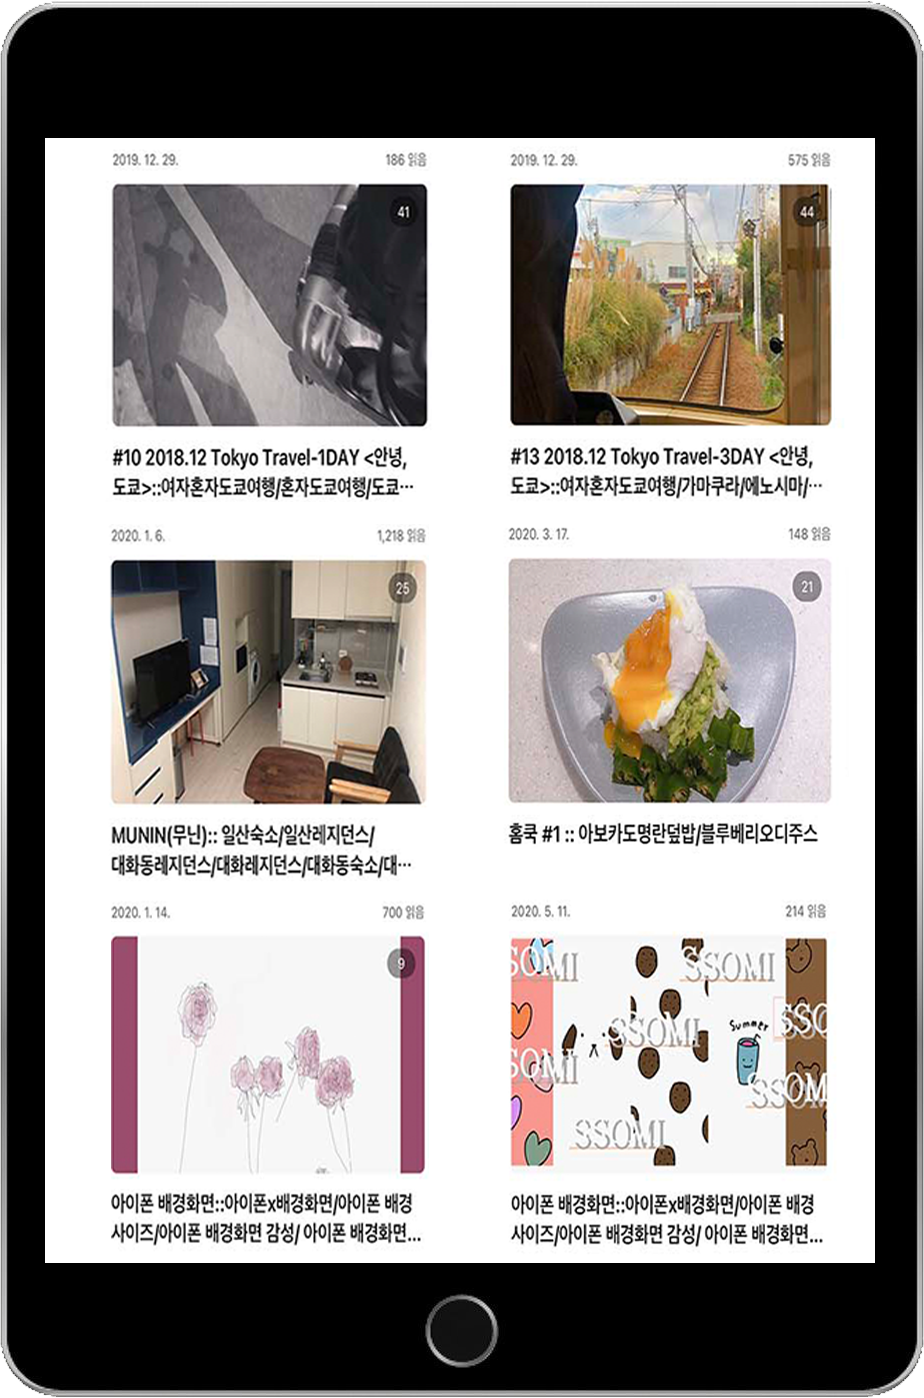 2019. 12. 29.
186 읽음
41
#10 2018.12 Tokyo Travel-1DAY <안녕,
도쿄>::여자혼자도쿄여행/혼자도쿄여행/도쿄…
2019. 12. 29.
575 읽음
44
#13 2018.12 Tokyo Travel-3DAY <안녕,
도쿄>::여자혼자도쿄여행/가마쿠라/에노시마/…
2020. 1. 6.
1,218 읽음
25
MUNIN(무닌):: 일산숙소/일산레지던스/
대화동레지던스/대화레지던스/대화동숙소/대…
2020. 3. 17.
148 읽음
21
홈쿡 #1 :: 아보카도명란덮밥/블루베리오디주스
2020. 1. 14.
700 읽음
9
아이폰 배경화면::아이폰x배경화면/아이폰 배경
사이즈/아이폰 배경화면 감성/ 아이폰 배경화면...
2020. 5. 11.
214 읽음
SSOMI
SSOMI
SSOMI
Summer
SSO
SSOMI
SSOM
SSOMI
아이폰 배경화면::아이폰x배경화면/아이폰 배경
사이즈/아이폰 배경화면 감성/ 아이폰 배경화면...